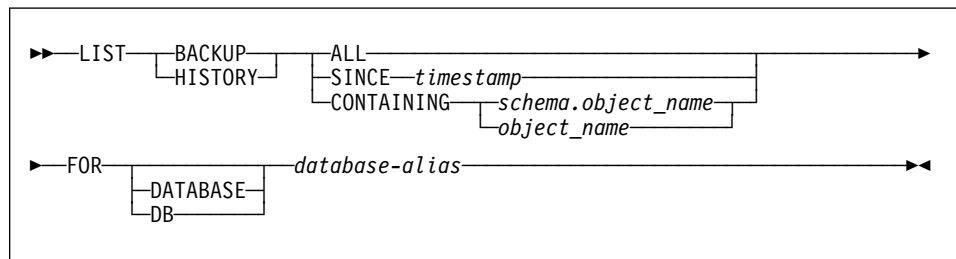 LIST BACKUP ALL
HISTORY SINCE timestamp
CONTAINING schema.object_name
object_name
FOR database-alias
DATABASE
DB